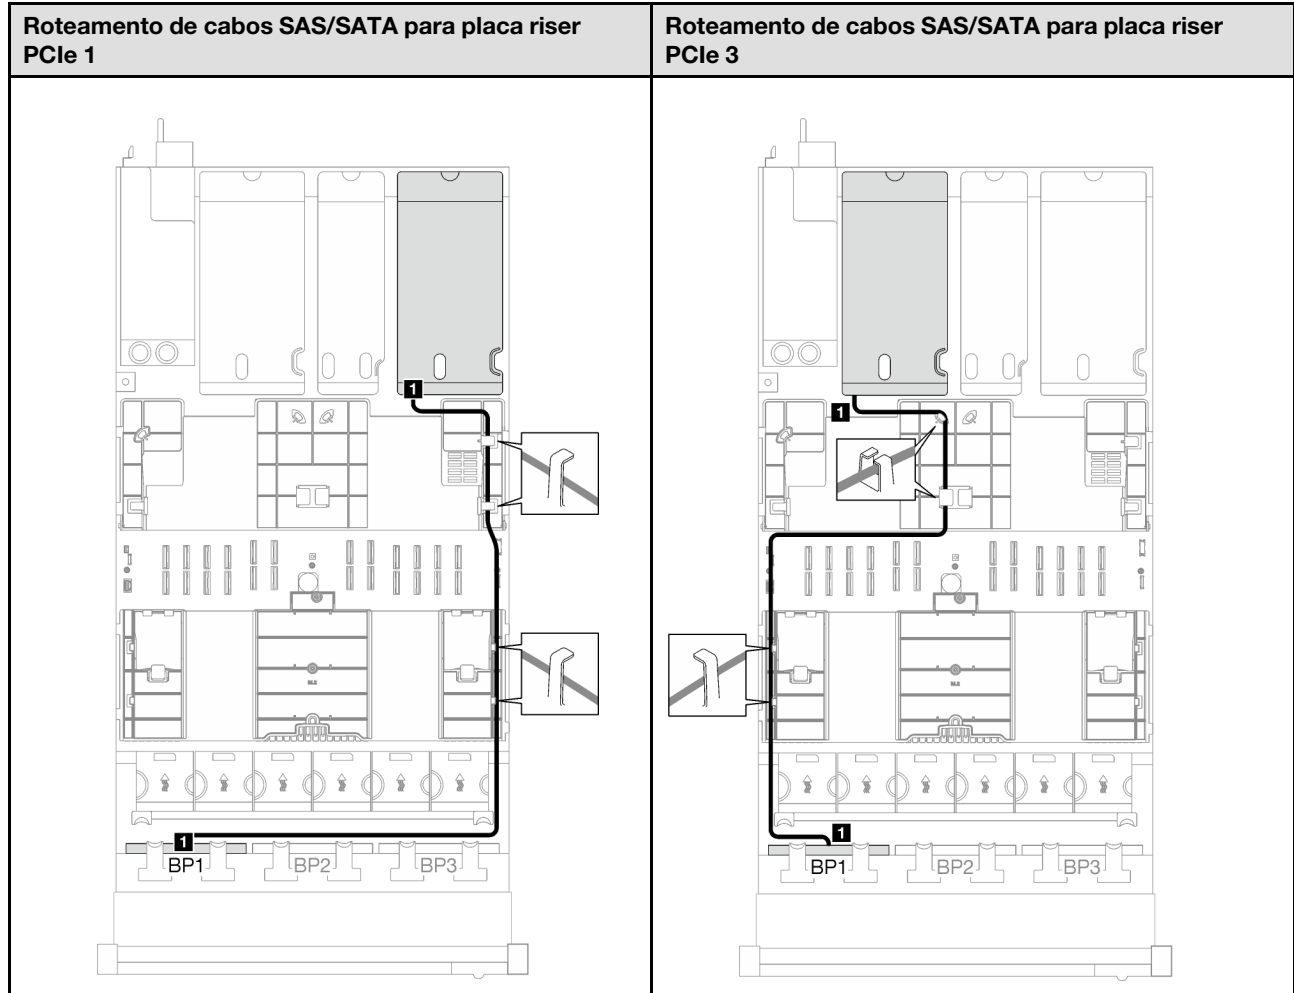 Roteamento de cabos SAS/SATA para placa riser
PCIe 1
Roteamento de cabos SAS/SATA para placa riser
PCIe 3
1
1
BP1
BP2
BP3
1
1
BP1
BP2
BP3